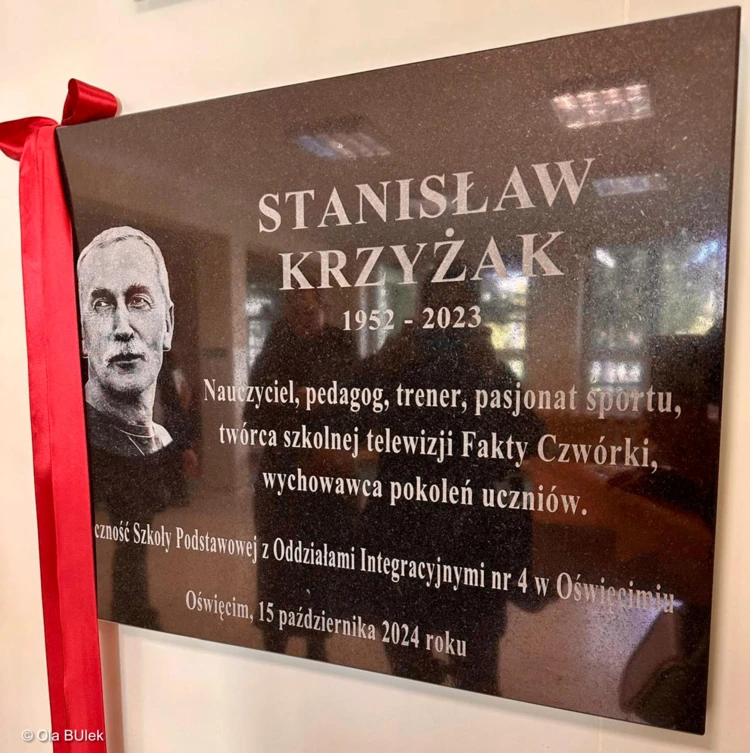 STANISŁAW
KRZYŻAK
1952 - 2023
Nauczyciel, pedagog, trener, pasjonat sportu,
twórca szkolnej telewizji Fakty Czwórki,
wychowawca pokoleń uczniów.
czność Szkoły Podstawowej z Oddziałami Integracyjnymi nr 4 w Oświęcimiu
Oświęcim, 15 października 2024 roku
© Ola BUlek